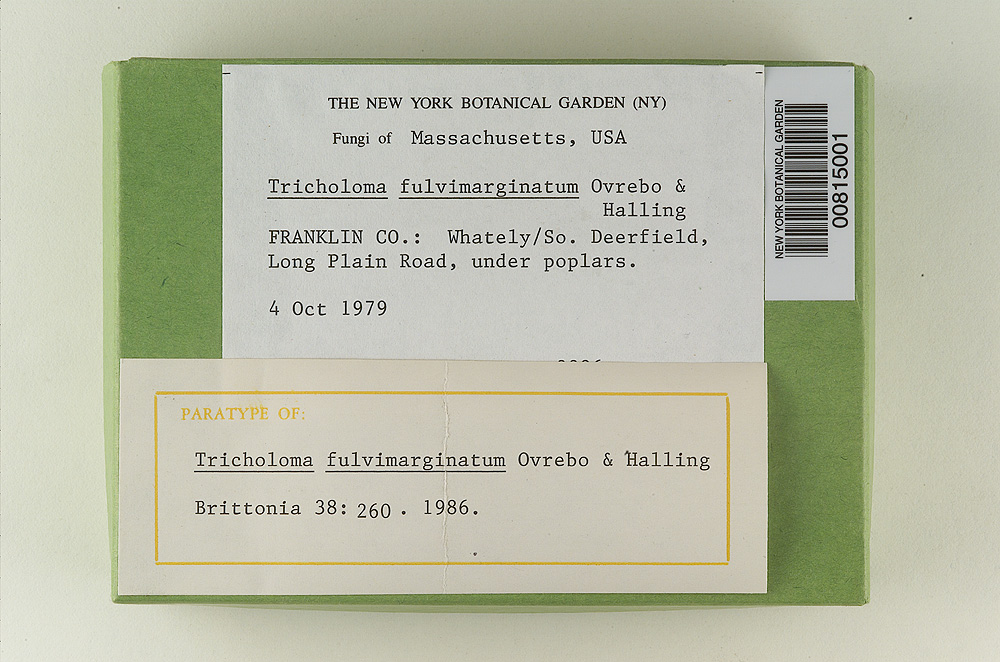 THE NEW YORK BOTANICAL GARDEN (NY)
Fungi of Massachusetts, USA
Tricholoma fulvimarginatum Ovrebo &
Halling
FRANKLIN CO.: Whately/So. Deerfield,
Long Plain Road, under poplars.
4 Oct 1979
NEW YORK BOTANICAL GARDEN
00815001
PARATYPE OF:
Tricholoma fulvimarginatum Ovrebo & Halling
Brittonia 38: 260. 1986.